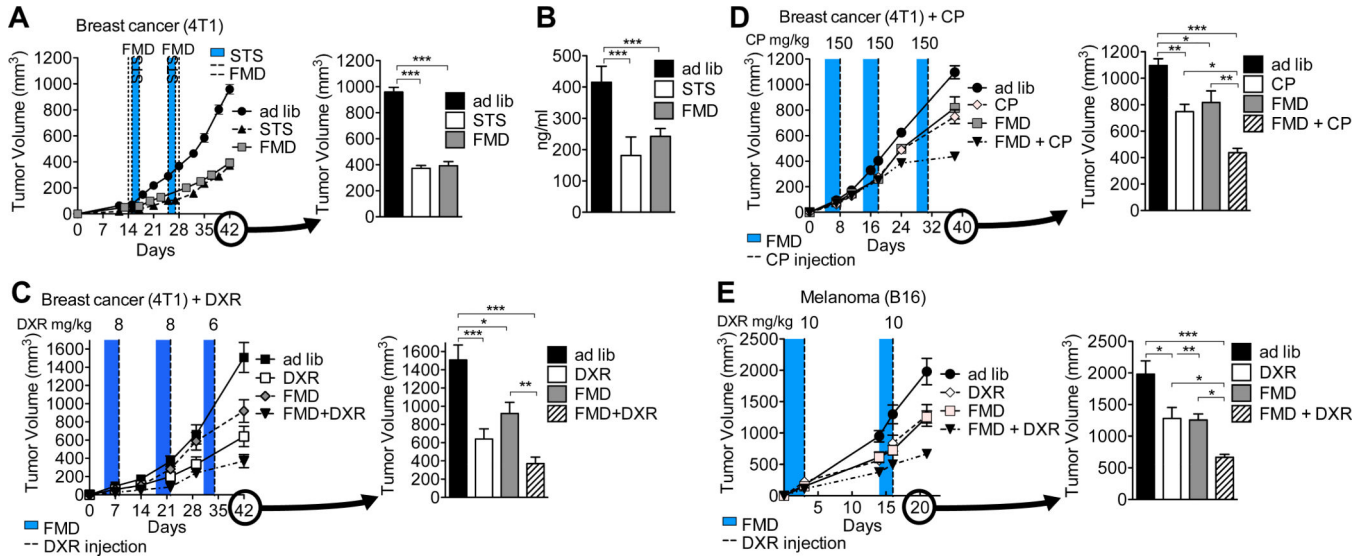 A
Breast cancer (4T1)
FMD FMD
STS STS
STS
FMD
Tumor Volume (mm³)
1200
1000
800
600
400
200
0
ad lib
STS
FMD
0 7 14 21 28 35 42
Days
Tumor Volume (mm³)
1200
1000
800
600
400
200
0
***
***
ad lib
STS
FMD
B
ng/ml
500
400
300
200
100
0
***
***
ad lib
STS
FMD
C
Breast cancer (4T1) + DXR
DXR mg/kg 8 8 6
Tumor Volume (mm³)
1600
1400
1200
1000
800
600
400
200
0
ad lib
DXR
FMD
FMD+DXR
0 7 14 21 28 35 42
Days
FMD
DXR injection
Tumor Volume (mm³)
1600
1400
1200
1000
800
600
400
200
0
***
*
***
**
ad lib
DXR
FMD
FMD+DXR
D
Breast cancer (4T1) + CP
CP mg/kg 150 150 150
Tumor Volume (mm³)
1200
1000
800
600
400
200
0
ad lib
CP
FMD
FMD + CP
0 8 16 24 32 40
Days
FMD
CP injection
Tumor Volume (mm³)
1200
1000
800
600
400
200
0
***
*
**
*
**
ad lib
CP
FMD
FMD + CP
E
Melanoma (B16)
DXR mg/kg 10 10
Tumor Volume (mm³)
2500
2000
1500
1000
500
0
ad lib
DXR
FMD
FMD + DXR
5 10 15 20
Days
FMD
DXR injection
Tumor Volume (mm³)
2500
2000
1500
1000
500
0
***
* **
*
*
ad lib
DXR
FMD
FMD + DXR